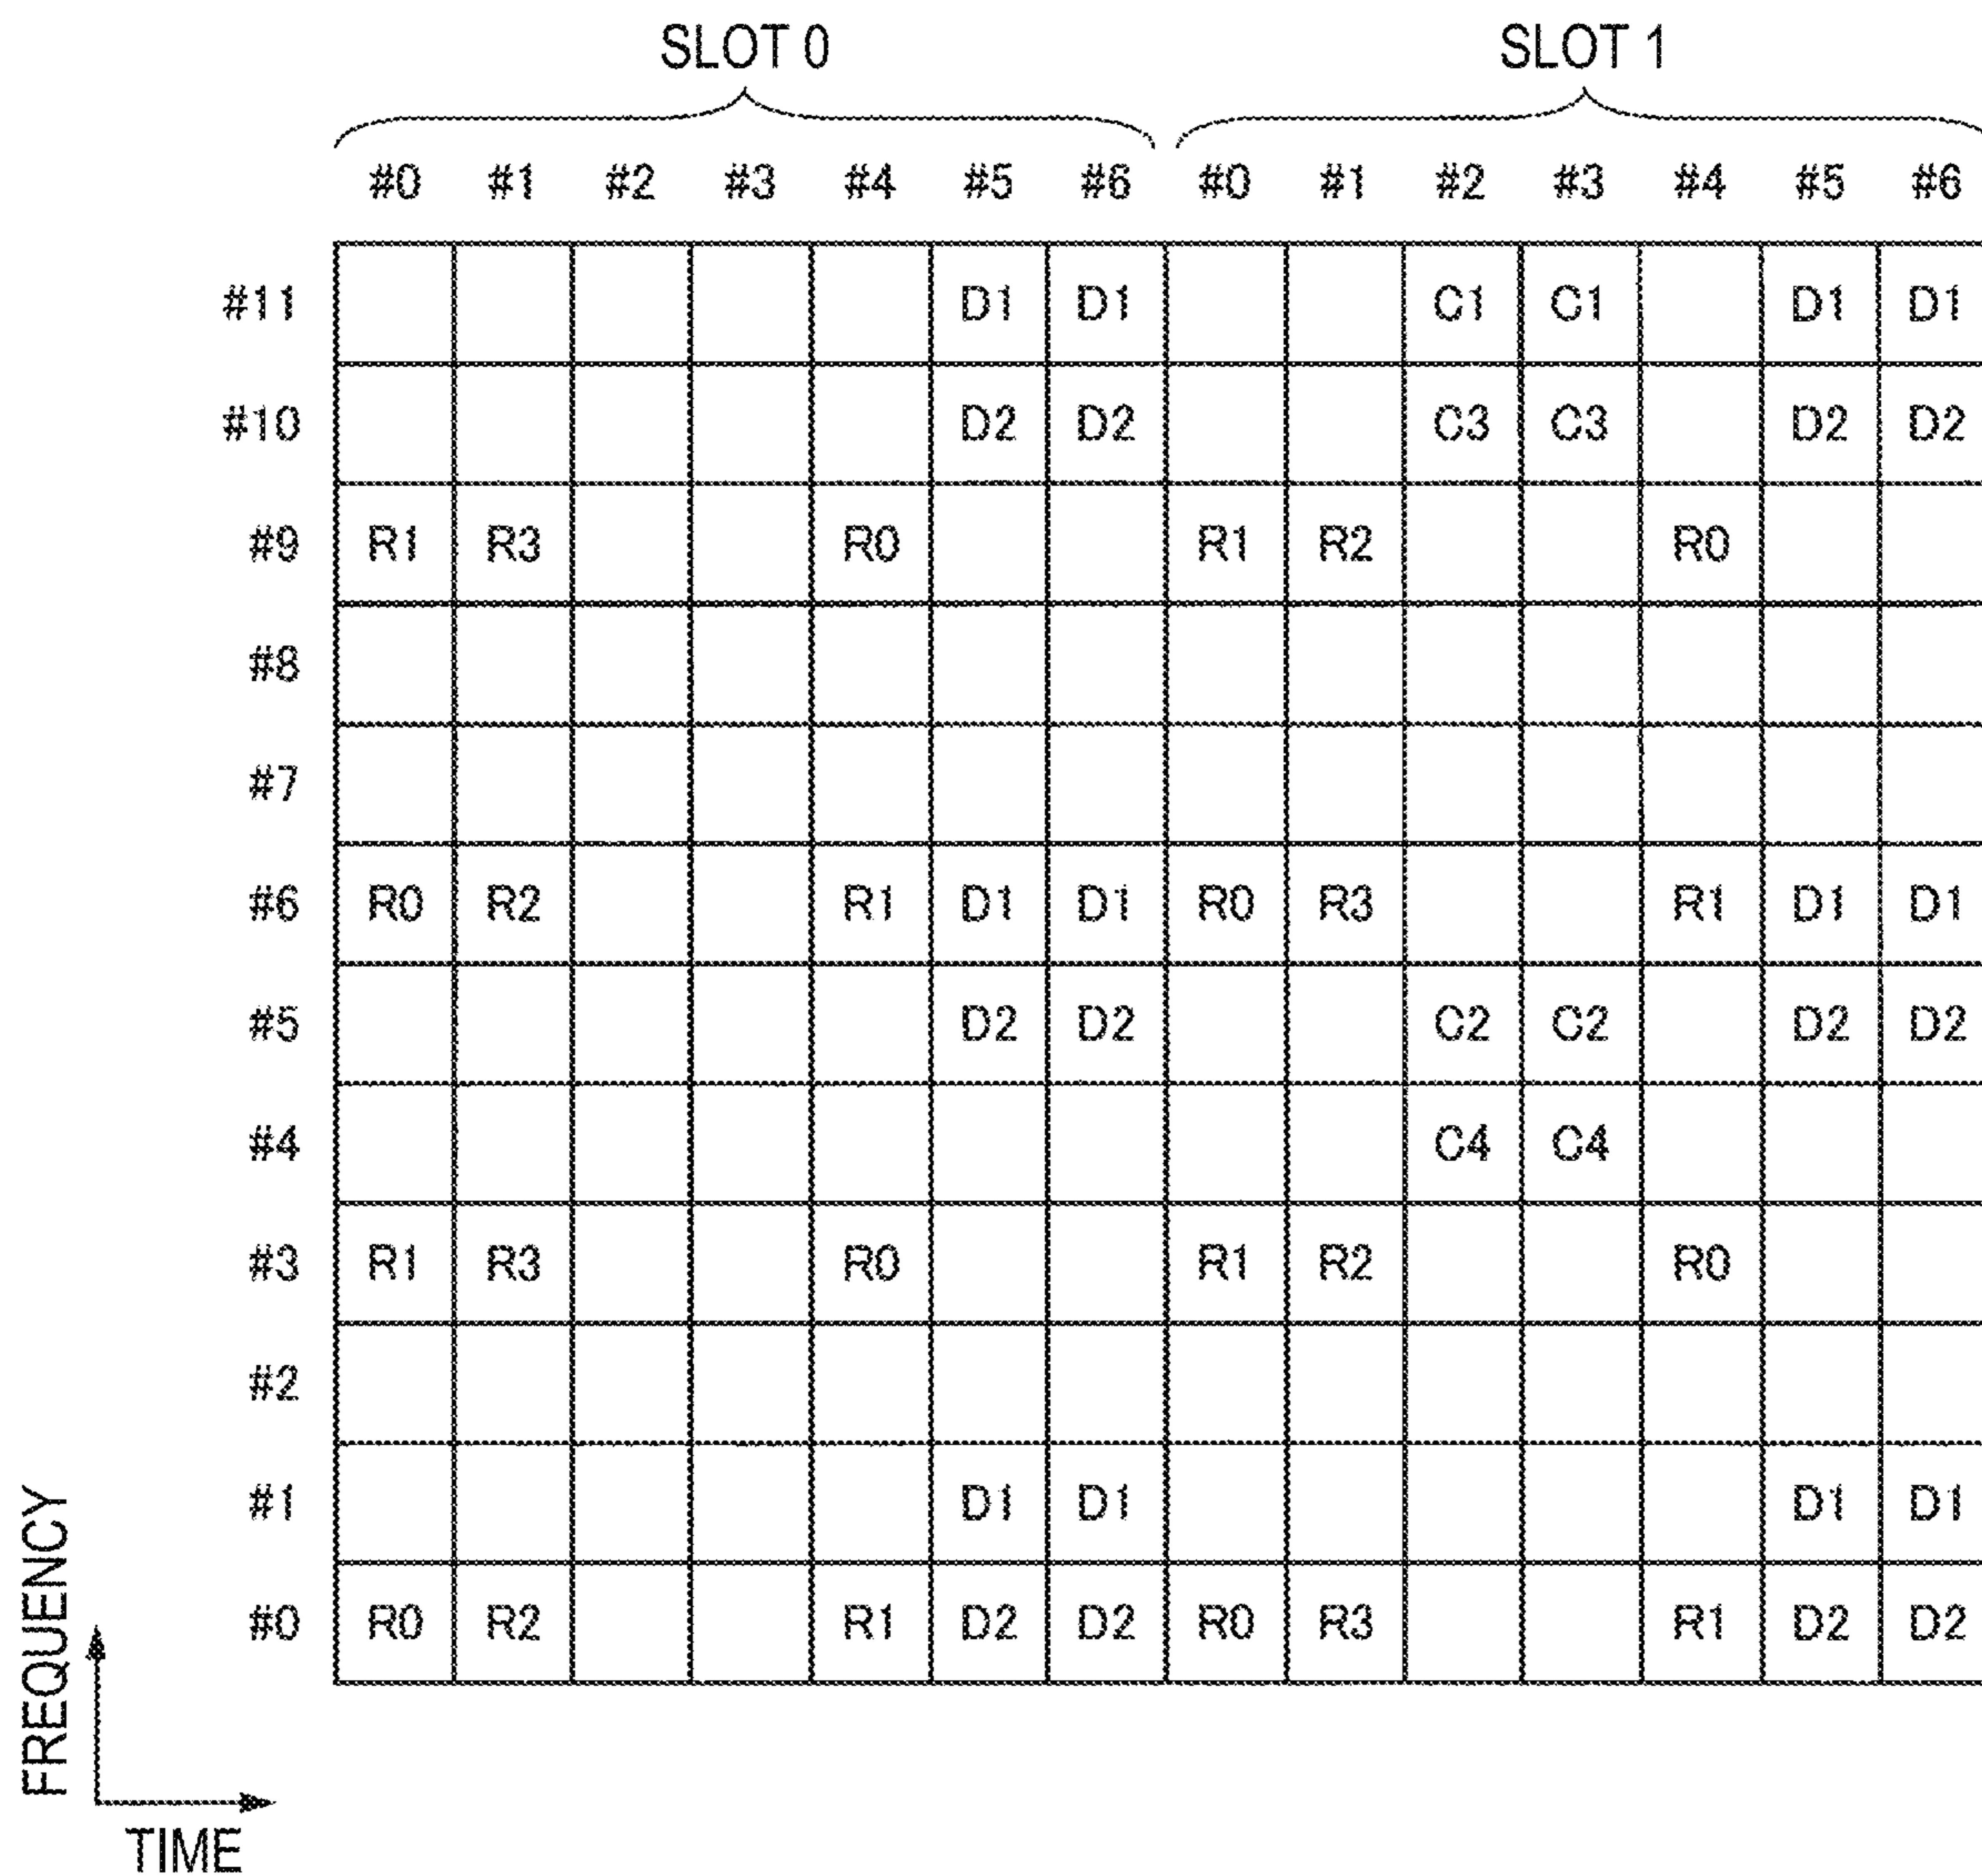 SLOT 0 SLOT 1
#0 #1 #2 #3 #4 #5 #6 #0 #1 #2 #3 #4 #5 #6
#11 D1 D1 C1 C1 D1 D1
#10 D2 D2 C3 C3 D2 D2
#9 R1 R3 R0 R1 R2 R0
#8
#7
#6 R0 R2 R1 D1 D1 R0 R3 R1 D1 D1
#5 D2 D2 C2 C2 D2 D2
#4 C4 C4
#3 R1 R3 R0 R1 R2 R0
#2
#1 D1 D1 D1 D1
#0 R0 R2 R1 D2 D2 R0 R3 R1 D2 D2
FREQUENCY
TIME